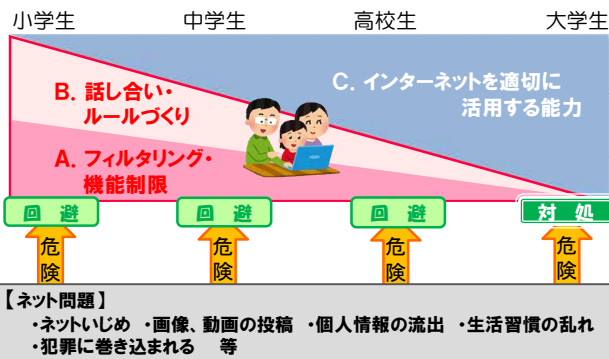 小学生 中学生 高校生 大学生
B. 話し合い・
ルールづくり
C. インターネットを適切に
活用する能力
A. フィルタリング・
機能制限
回避 回避 回避 対処
危険 危険 危険 危険
【ネット問題】
・ネットいじめ ・画像、動画の投稿 ・個人情報の流出 ・生活習慣の乱れ
・犯罪に巻き込まれる 等